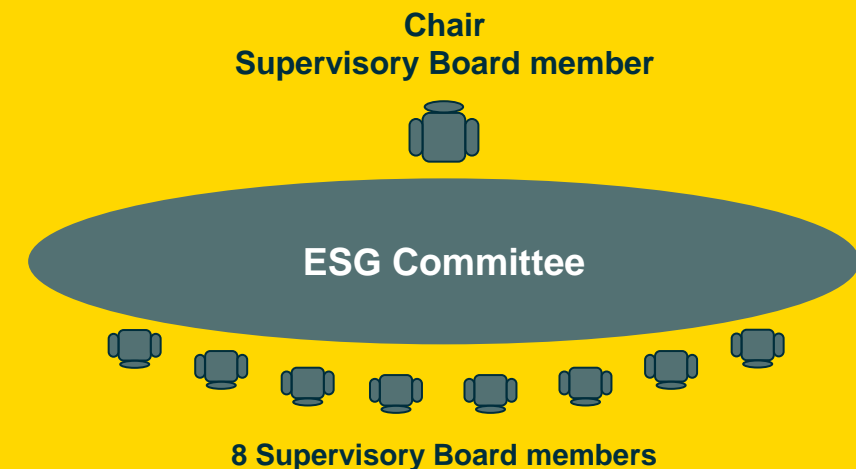 Chair
Supervisory Board member
ESG Committee
8 Supervisory Board members